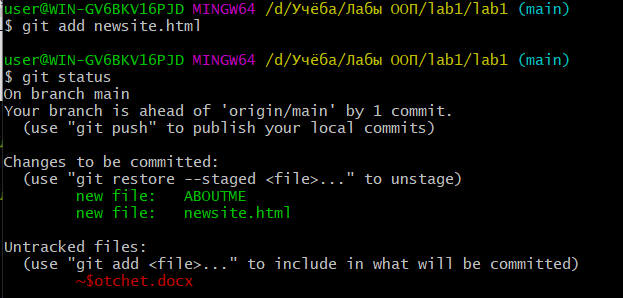 user@WIN-GV6BKV16PJD MINGW64 /d/Учёба/Лабы ООП/lab1/lab1 (main)
$ git add newsite.html
user@WIN-GV6BKV16PJD MINGW64 /d/Учёба/Лабы ООП/lab1/lab1 (main)
$ git status
On branch main
Your branch is ahead of 'origin/main' by 1 commit.
  (use "git push" to publish your local commits)
Changes to be committed:
  (use "git restore --staged <file>..." to unstage)
        new file:   ABOUTME
        new file:   newsite.html
Untracked files:
  (use "git add <file>..." to include in what will be committed)
        ~$otchet.docx